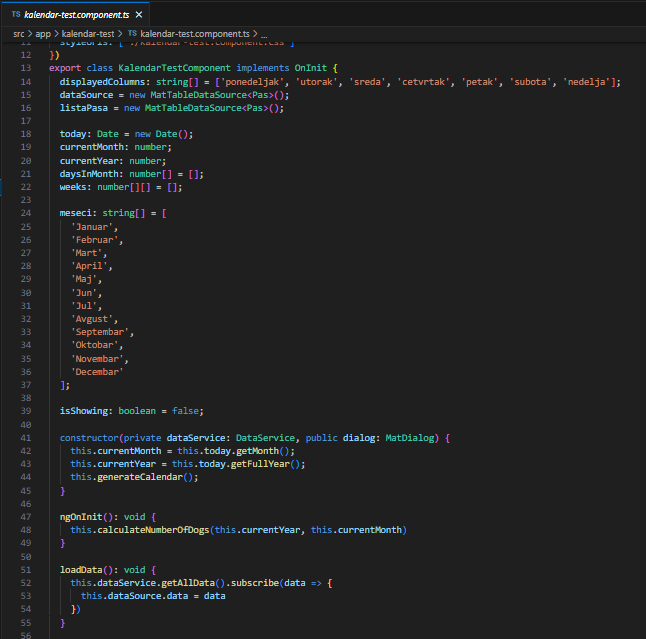 TS kalendar-test.component.ts ×
src > app > kalendar-test > TS kalendar-test.component.ts > ...
11 styleUrls: ['./kalendar-test.component.css']
12 })
13 export class KalendarTestComponent implements OnInit {
14 displayedColumns: string[] = ['ponedeljak', 'utorak', 'sreda', 'cetvrtak', 'petak', 'subota', 'nedelja'];
15 dataSource = new MatTableDataSource<Pas>();
16 listaPasa = new MatTableDataSource<Pas>();
17
18 today: Date = new Date();
19 currentMonth: number;
20 currentYear: number;
21 daysInMonth: number[] = [];
22 weeks: number[][] = [];
23
24 meseci: string[] = [
25 'Januar',
26 'Februar',
27 'Mart',
28 'April',
29 'Maj',
30 'Jun',
31 'Jul',
32 'Avgust',
33 'Septembar',
34 'Oktobar',
35 'Novembar',
36 'Decembar'
37 ];
38
39 isShowing: boolean = false;
40
41 constructor(private dataService: DataService, public dialog: MatDialog) {
42 this.currentMonth = this.today.getMonth();
43 this.currentYear = this.today.getFullYear();
44 this.generateCalendar();
45 }
46
47 ngOnInit(): void {
48 this.calculateNumberOfDogs(this.currentYear, this.currentMonth)
49 }
50
51 loadData(): void {
52 this.dataService.getAllData().subscribe(data => {
53 this.dataSource.data = data
54 })
55 }
56